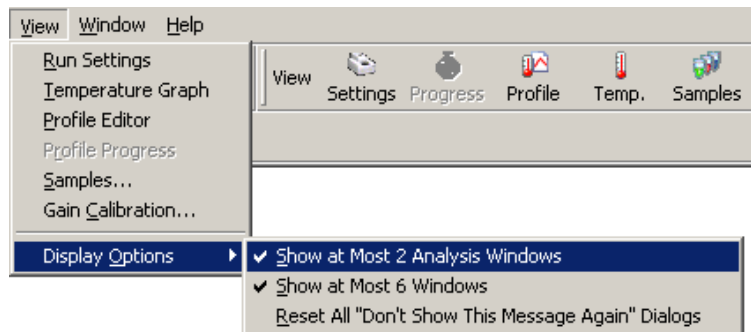 View Window Help
Run Settings
Temperature Graph
Profile Editor
Profile Progress
Samples...
Gain Calibration...
Display Options
View Settings Progress Profile Temp. Samples
Show at Most 2 Analysis Windows
Show at Most 6 Windows
Reset All "Don't Show This Message Again" Dialogs